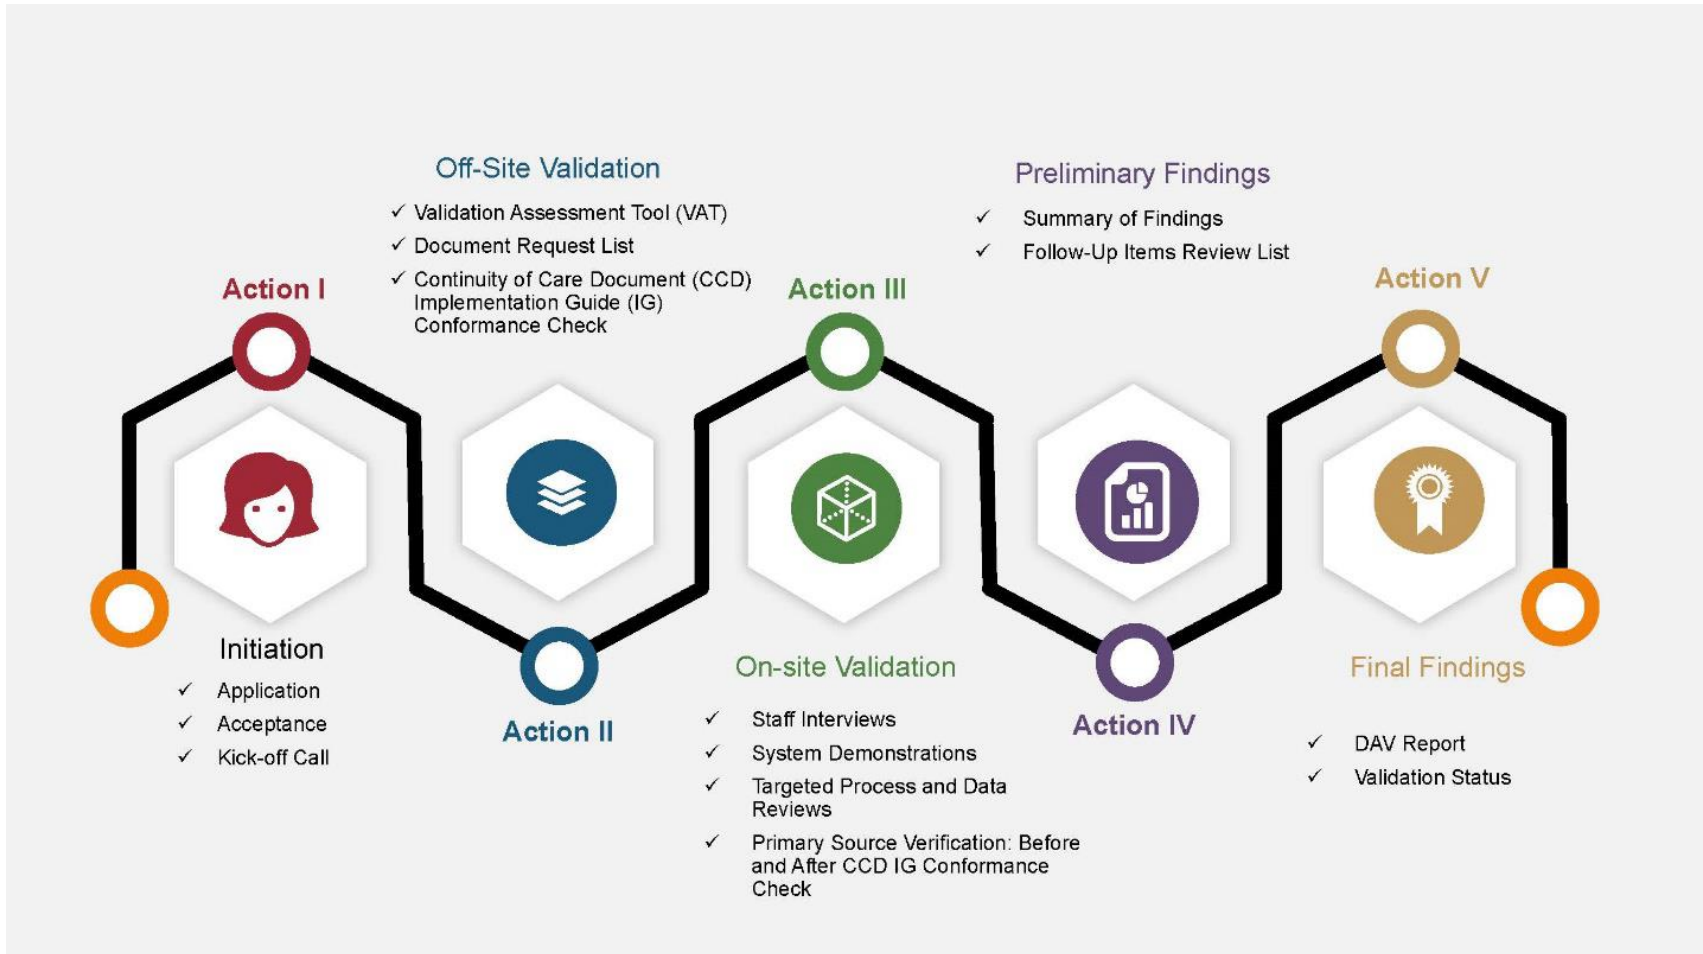 Action I
Initiation
✓ Application
✓ Acceptance
✓ Kick-off Call
Off-Site Validation
✓ Validation Assessment Tool (VAT)
✓ Document Request List
✓ Continuity of Care Document (CCD)
Implementation Guide (IG)
Conformance Check
Action II
Action III
On-site Validation
✓ Staff Interviews
✓ System Demonstrations
✓ Targeted Process and Data
Reviews
✓ Primary Source Verification: Before
and After CCD IG Conformance
Check
Preliminary Findings
✓ Summary of Findings
✓ Follow-Up Items Review List
Action IV
Action V
Final Findings
✓ DAV Report
✓ Validation Status